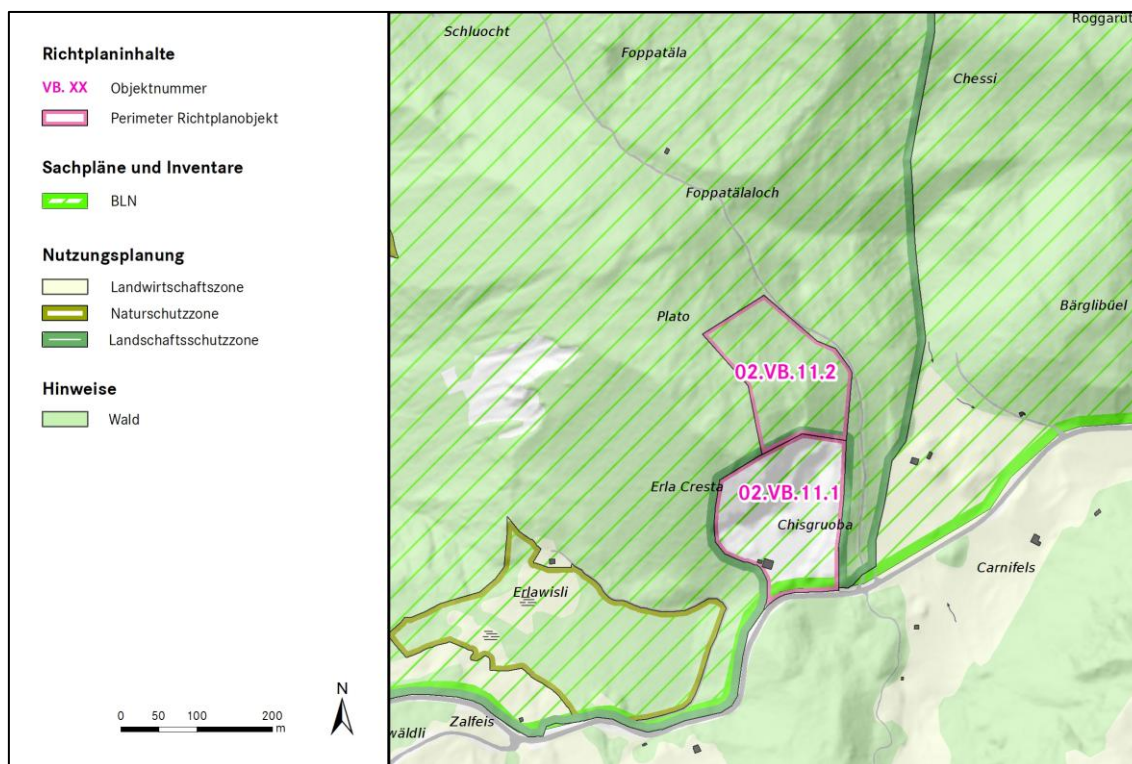 Richtplaninhalte
VB. XX Objektnummer
Perimeter Richtplanobjekt
Sachpläne und Inventare
BLN
Nutzungsplanung
Landwirtschaftszone
Naturschutzzone
Landschaftsschutzzone
Hinweise
Wald
0 50 100 200
m
N
Schluocht
Foppatäla
Roggarüt
Chessi
Foppatälaloch
Plato
Bärglibüel
02.VB.11.2
Erla Cresta
02.VB.11.1
Chisgruoba
Carnifels
Erlawisli
Zalfeis
wäldli